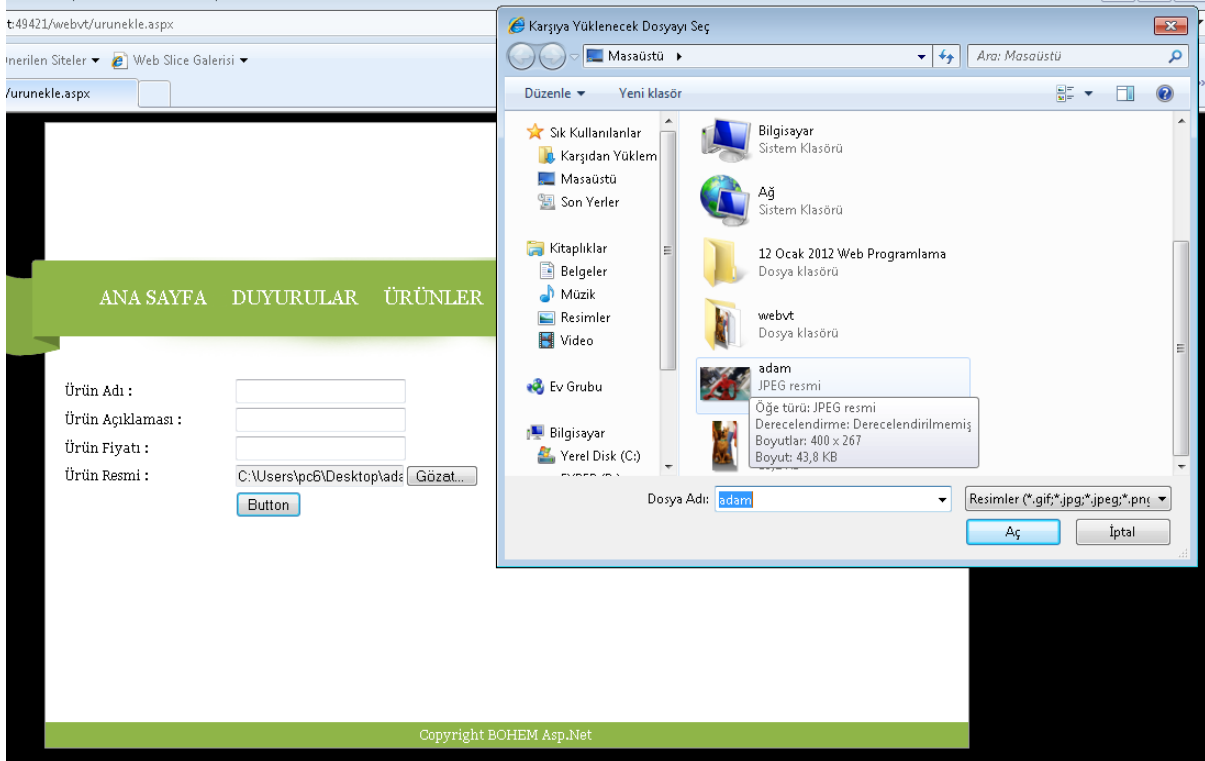 t:49421/webvt/urunekle.aspx
nerilen Siteler Web Slice Galerisi
/urunekle.aspx
ANA SAYFA DUYURULAR ÜRÜNLER
Ürün Adı :
Ürün Açıklaması :
Ürün Fiyatı :
Ürün Resmi : C:\Users\pc6\Desktop\ada Gözat...
Button
Copyright BOHEM Asp.Net
Karşıya Yüklenecek Dosyayı Seç
Masaüstü
Ara: Masaüstü
Düzenle Yeni klasör
Sık Kullanılanlar
Karşıdan Yüklem
Masaüstü
Son Yerler
Kitaplıklar
Belgeler
Müzik
Resimler
Video
Ev Grubu
Bilgisayar
Yerel Disk (C:)
Bilgisayar
Sistem Klasörü
Ağ
Sistem Klasörü
12 Ocak 2012 Web Programlama
Dosya klasörü
webvt
Dosya klasörü
adam
JPEG resmi
Öğe türü: JPEG resmi
Derecelendirme: Derecelendirilmemiş
Boyutlar: 400 x 267
Boyut: 43,8 KB
Dosya Adı: adam
Resimler (*.gif;*.jpg;*.jpeg;*.png
Aç İptal